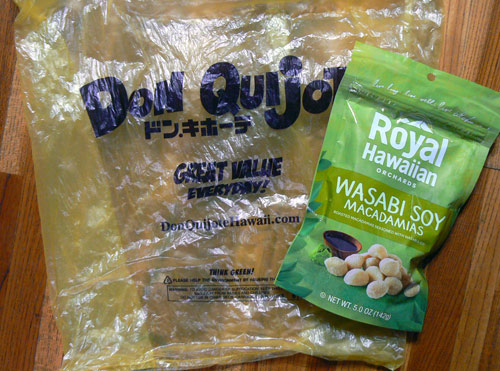 Don Quijot
ドン.キホーテ
GREAT VALUE
EVERYDAY!
DonQuijoteHawaii.com
THINK GREEN!
Royal
Hawaiian
ORCHARDS
WASABI SOY
MACADAMIAS
NET WT. 5.0 OZ (142g)